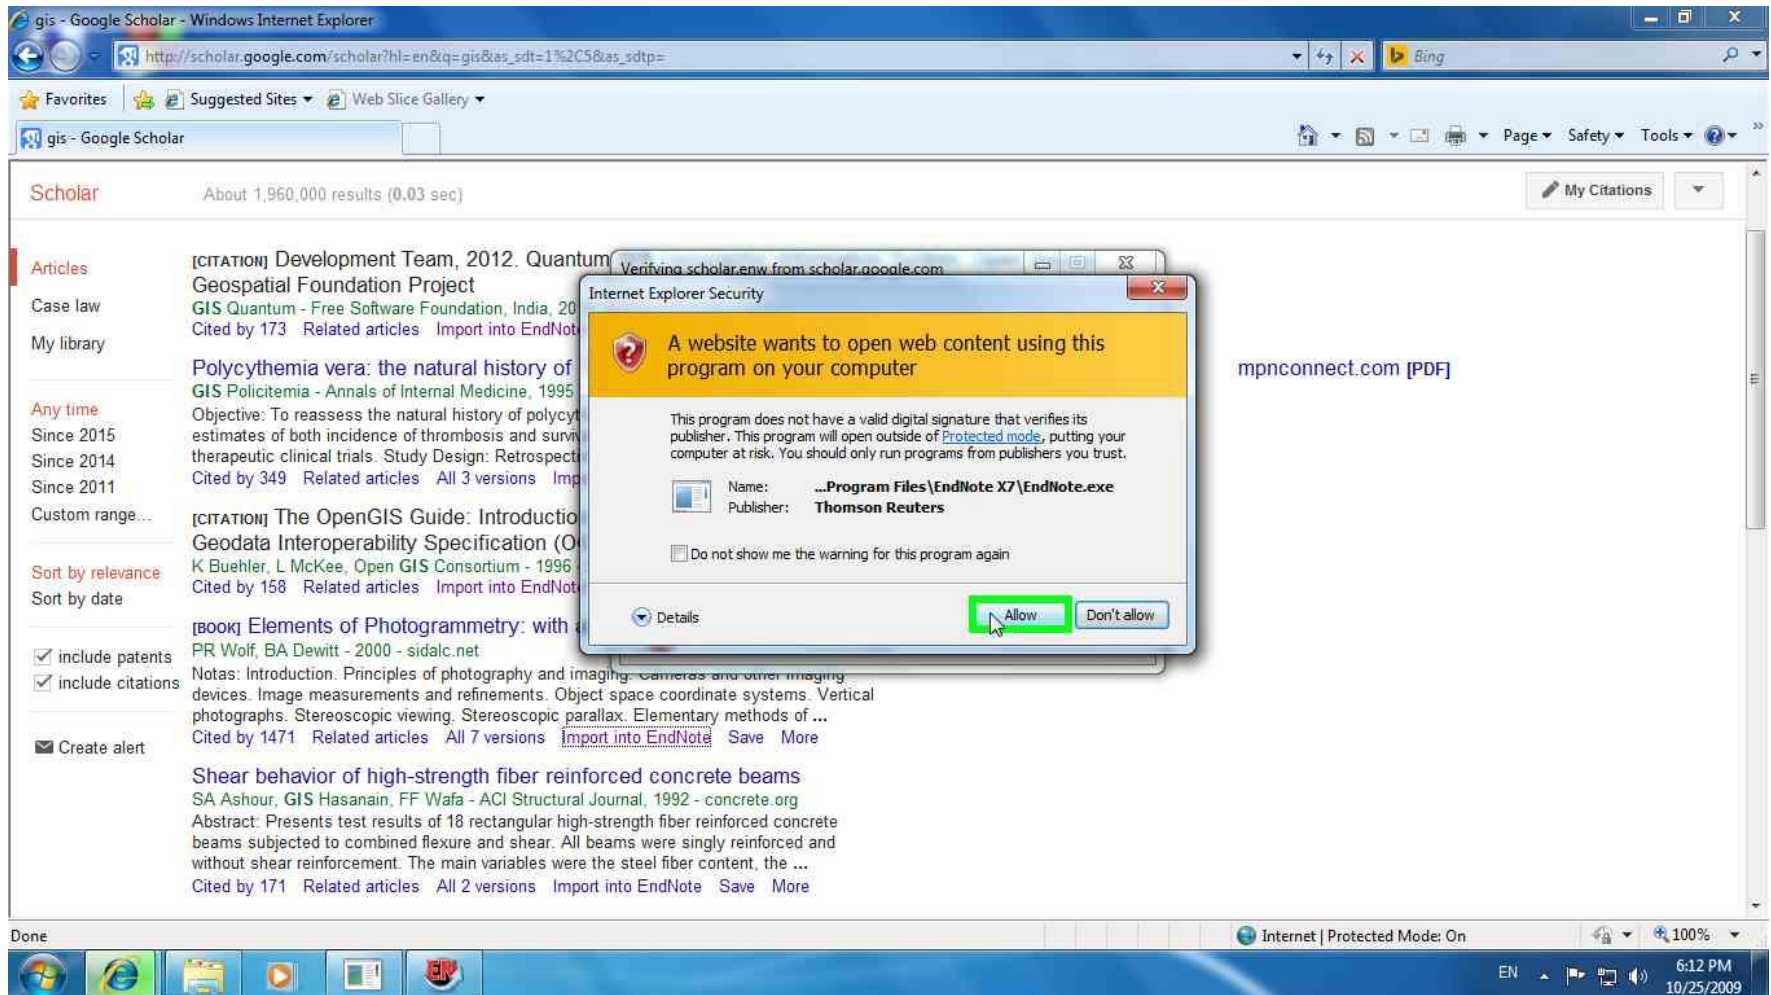 gis - Google Scholar - Windows Internet Explorer
http://scholar.google.com/scholar?hl=en&q=gis&as_sdt=1%2C5&as_sdtp=
Bing
Favorites Suggested Sites Web Slice Gallery
gis - Google Scholar
Page Safety Tools
Scholar About 1,960,000 results (0.03 sec) My Citations
Articles
Case law
My library
Any time
Since 2015
Since 2014
Since 2011
Custom range...
Sort by relevance
Sort by date
include patents
include citations
Create alert
[CITATION] Development Team, 2012. Quantum
Geospatial Foundation Project
GIS Quantum - Free Software Foundation, India, 20
Cited by 173 Related articles Import into EndNot
Polycythemia vera: the natural history of
GIS Policitemia - Annals of Internal Medicine, 1995
Objective: To reassess the natural history of polycyt
estimates of both incidence of thrombosis and surviv
therapeutic clinical trials. Study Design: Retrospecti
Cited by 349 Related articles All 3 versions Imp
mpnconnect.com [PDF]
[CITATION] The OpenGIS Guide: Introductio
Geodata Interoperability Specification (O
K Buehler, L McKee, Open GIS Consortium - 1996
Cited by 158 Related articles Import into EndNot
[BOOK] Elements of Photogrammetry: with a
PR Wolf, BA Dewitt - 2000 - sidalc.net
Notas: Introduction. Principles of photography and imaging. Cameras and other imaging
devices. Image measurements and refinements. Object space coordinate systems. Vertical
photographs. Stereoscopic viewing. Stereoscopic parallax. Elementary methods of ...
Cited by 1471 Related articles All 7 versions Import into EndNote Save More
Shear behavior of high-strength fiber reinforced concrete beams
SA Ashour, GIS Hasanain, FF Wafa - ACI Structural Journal, 1992 - concrete.org
Abstract: Presents test results of 18 rectangular high-strength fiber reinforced concrete
beams subjected to combined flexure and shear. All beams were singly reinforced and
without shear reinforcement. The main variables were the steel fiber content, the ...
Cited by 171 Related articles All 2 versions Import into EndNote Save More
Verifying scholar.enw from scholar.google.com
Internet Explorer Security
A website wants to open web content using this
program on your computer
This program does not have a valid digital signature that verifies its
publisher. This program will open outside of Protected mode, putting your
computer at risk. You should only run programs from publishers you trust.
Name: ...Program Files\EndNote X7\EndNote.exe
Publisher: Thomson Reuters
Do not show me the warning for this program again
Details Allow Don't allow
Done Internet | Protected Mode: On 100%
EN 6:12 PM
10/25/2009